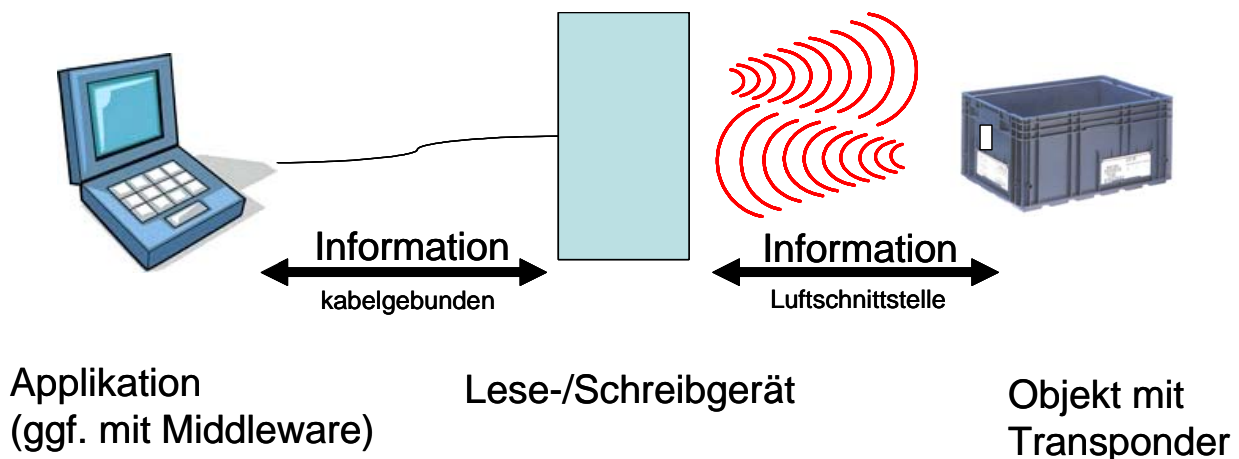 Information
kabelgebunden
Information
Luftschnittstelle
Applikation
(ggf. mit Middleware)
Lese-/Schreibgerät
Objekt mit
Transponder